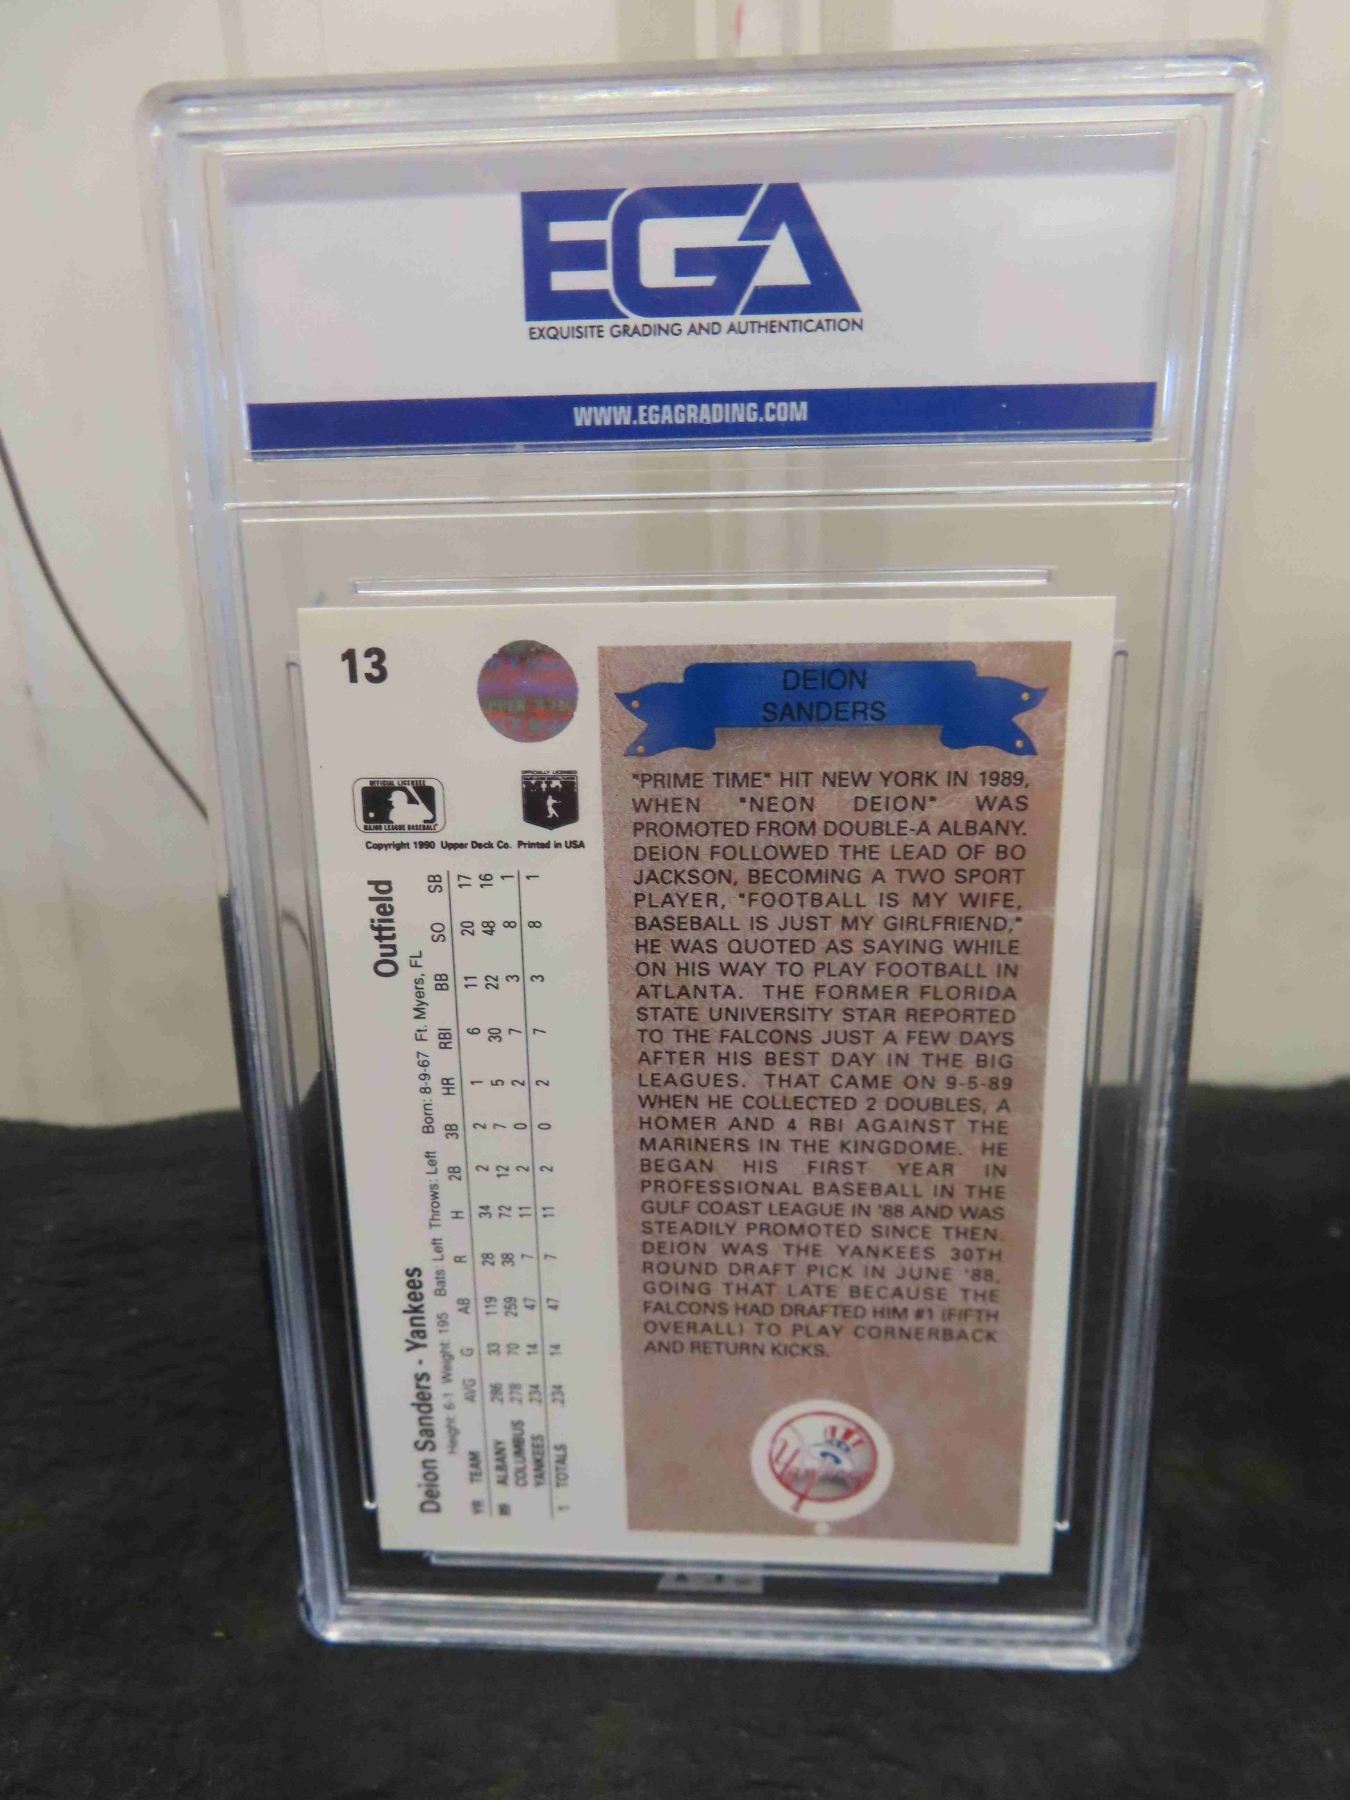 EGA
EXQUISITE GRADING AND AUTHENTICATION
WWW.EGAGRADING.COM
13
DEION
SANDERS
"PRIME TIME" HIT NEW YORK IN 1989,
WHEN "NEON DEION" WAS
PROMOTED FROM DOUBLE-A ALBANY.
DEION FOLLOWED THE LEAD OF BO
JACKSON, BECOMING A TWO SPORT
PLAYER, "FOOTBALL IS MY WIFE,
BASEBALL IS JUST MY GIRLFRIEND,"
HE WAS QUOTED AS SAYING WHILE
ON HIS WAY TO PLAY FOOTBALL IN
ATLANTA. THE FORMER FLORIDA
STATE UNIVERSITY STAR REPORTED
TO THE FALCONS JUST A FEW DAYS
AFTER HIS BEST DAY IN THE BIG
LEAGUES. THAT CAME ON 9-5-89
WHEN HE COLLECTED 2 DOUBLES, A
HOMER AND 4 RBI AGAINST THE
MARINERS IN THE KINGDOME. HE
BEGAN HIS FIRST YEAR IN
PROFESSIONAL BASEBALL IN THE
GULF COAST LEAGUE IN '88 AND WAS
STEADILY PROMOTED SINCE THEN.
DEION WAS THE YANKEES 30TH
ROUND DRAFT PICK IN JUNE '88,
GOING THAT LATE BECAUSE THE
FALCONS HAD DRAFTED HIM #1 (FIFTH
OVERALL) TO PLAY CORNERBACK
AND RETURN KICKS.
OFFICIAL LICENSEE
MAJOR LEAGUE BASEBALL
OFFICIALLY LICENSED
Copyright 1990 Upper Deck Co. Printed in USA
Deion Sanders - Yankees Outfield
Height: 6-1 Weight: 195 Bats: Left Throws: Left Born: 8-9-67 Ft. Myers, FL
YR TEAM AVG G AB R H 2B 3B HR RBI BB SO SB
89 ALBANY .286 33 119 28 34 2 2 1 6 11 20 17
COLUMBUS .278 70 259 38 72 12 7 5 30 22 48 16
YANKEES .234 14 47 7 11 2 0 2 7 3 8 1
1 TOTALS .234 14 47 7 11 2 0 2 7 3 8 1